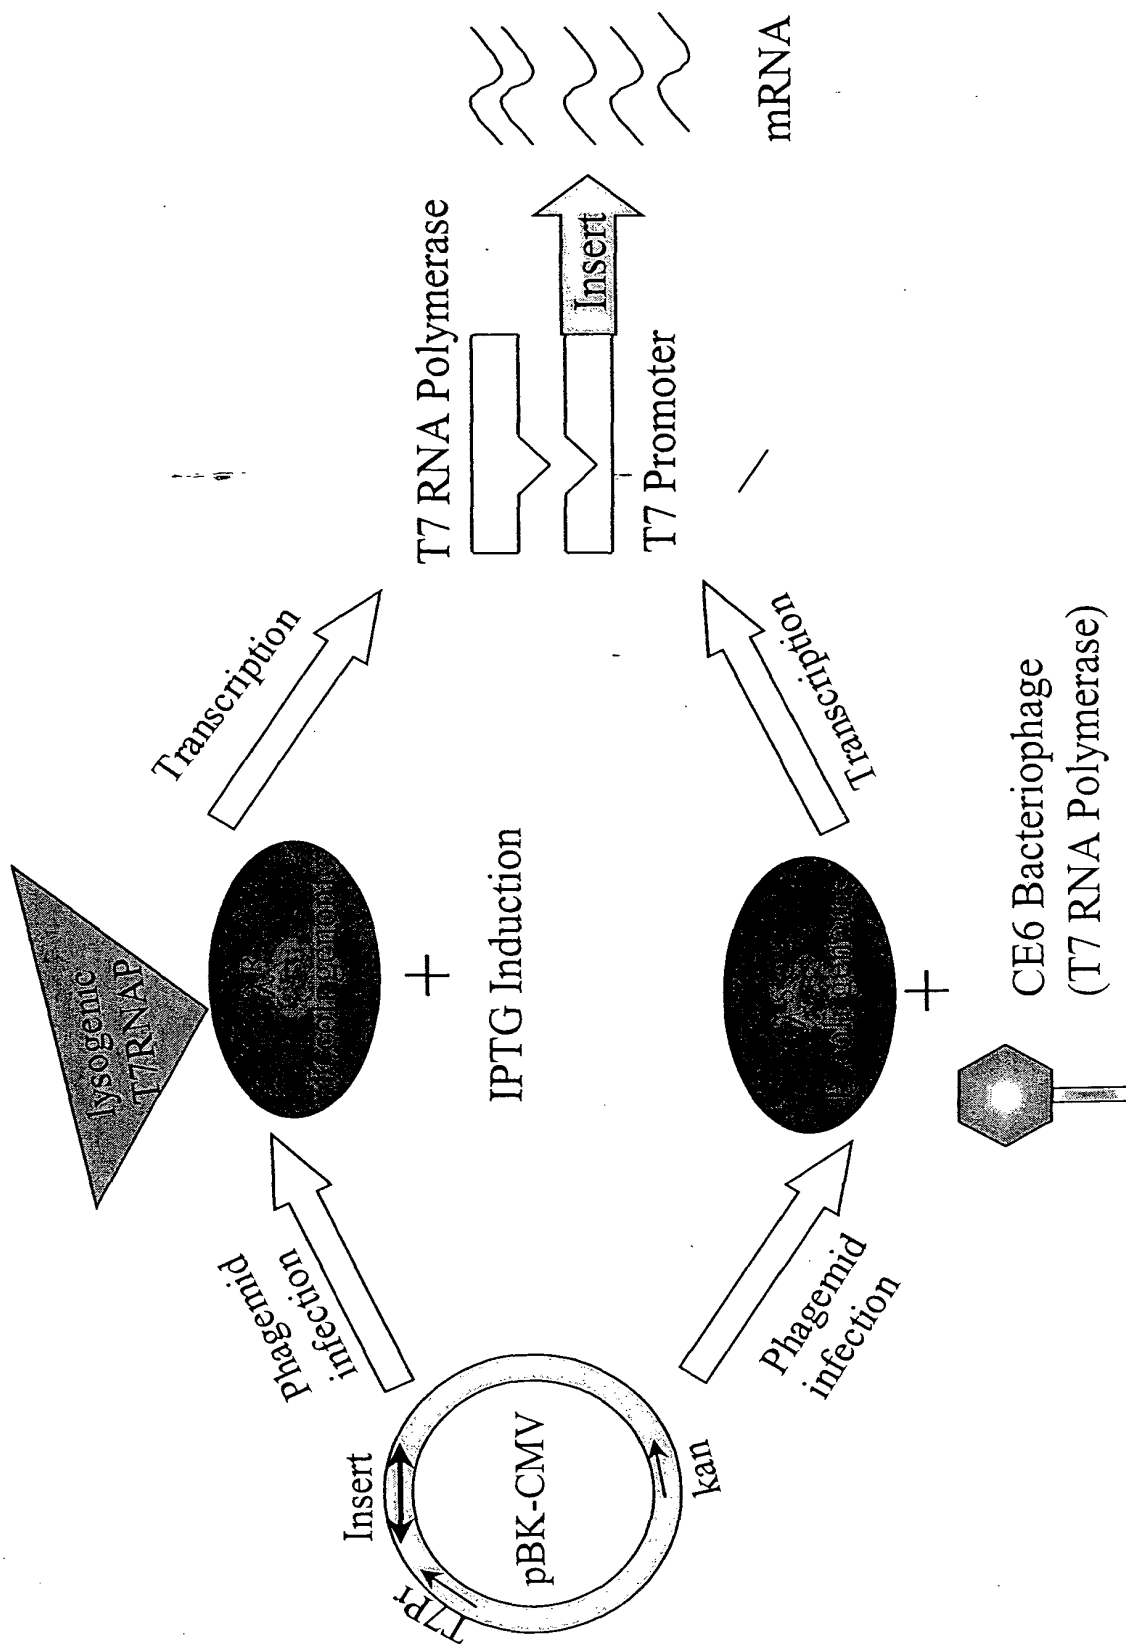 Insert
T7Pr
pBK-CMV
kan
Phagemid
infection
Phagemid
infection
lysogenic
T7RNAP
+
IPTG Induction
+
CE6 Bacteriophage
(T7 RNA Polymerase)
Transcription
Transcription
T7 RNA Polymerase
T7 Promoter
Insert
mRNA